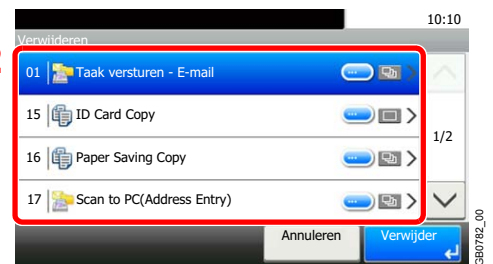 10:10
Verwijderen
01 Taak versturen - E-mail
15 ID Card Copy
16 Paper Saving Copy
17 Scan to PC(Address Entry)
1/2
Annuleren Verwijder
GB0782_00